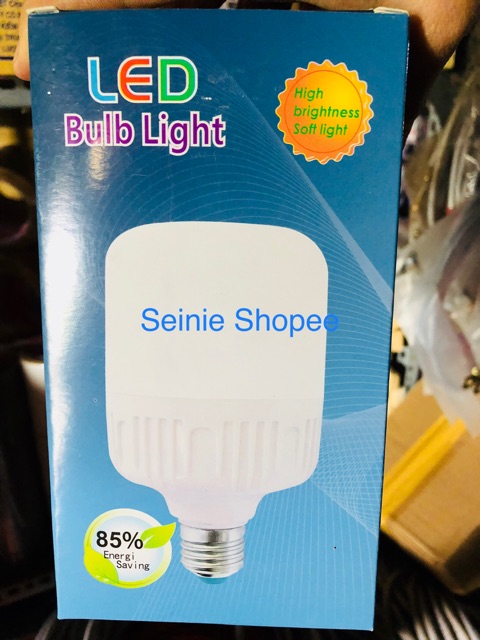 LED
Bulb Light
High
brightness
Soft light
Seinie Shopee
85%
Energi
Saving